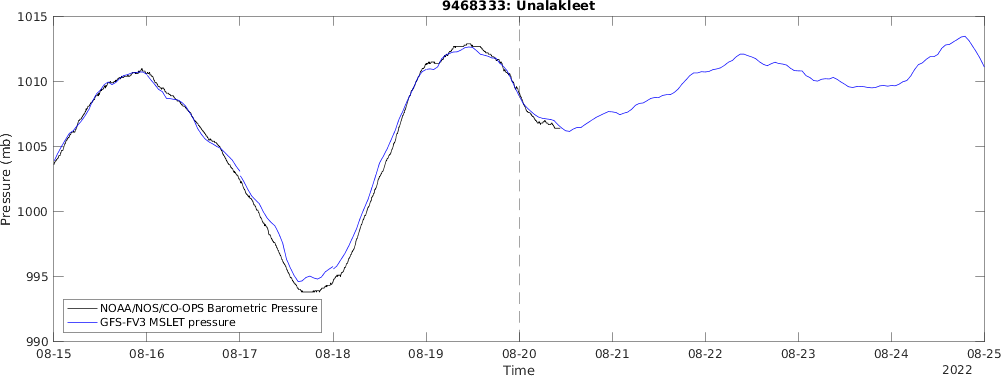 9468333: Unalakleet
1015
1010
1005
1000
995
990
Pressure (mb)
NOAA/NOS/CO-OPS Barometric Pressure
GFS-FV3 MSLET pressure
08-15 08-16 08-17 08-18 08-19 08-20 08-21 08-22 08-23 08-24 08-25
Time
2022